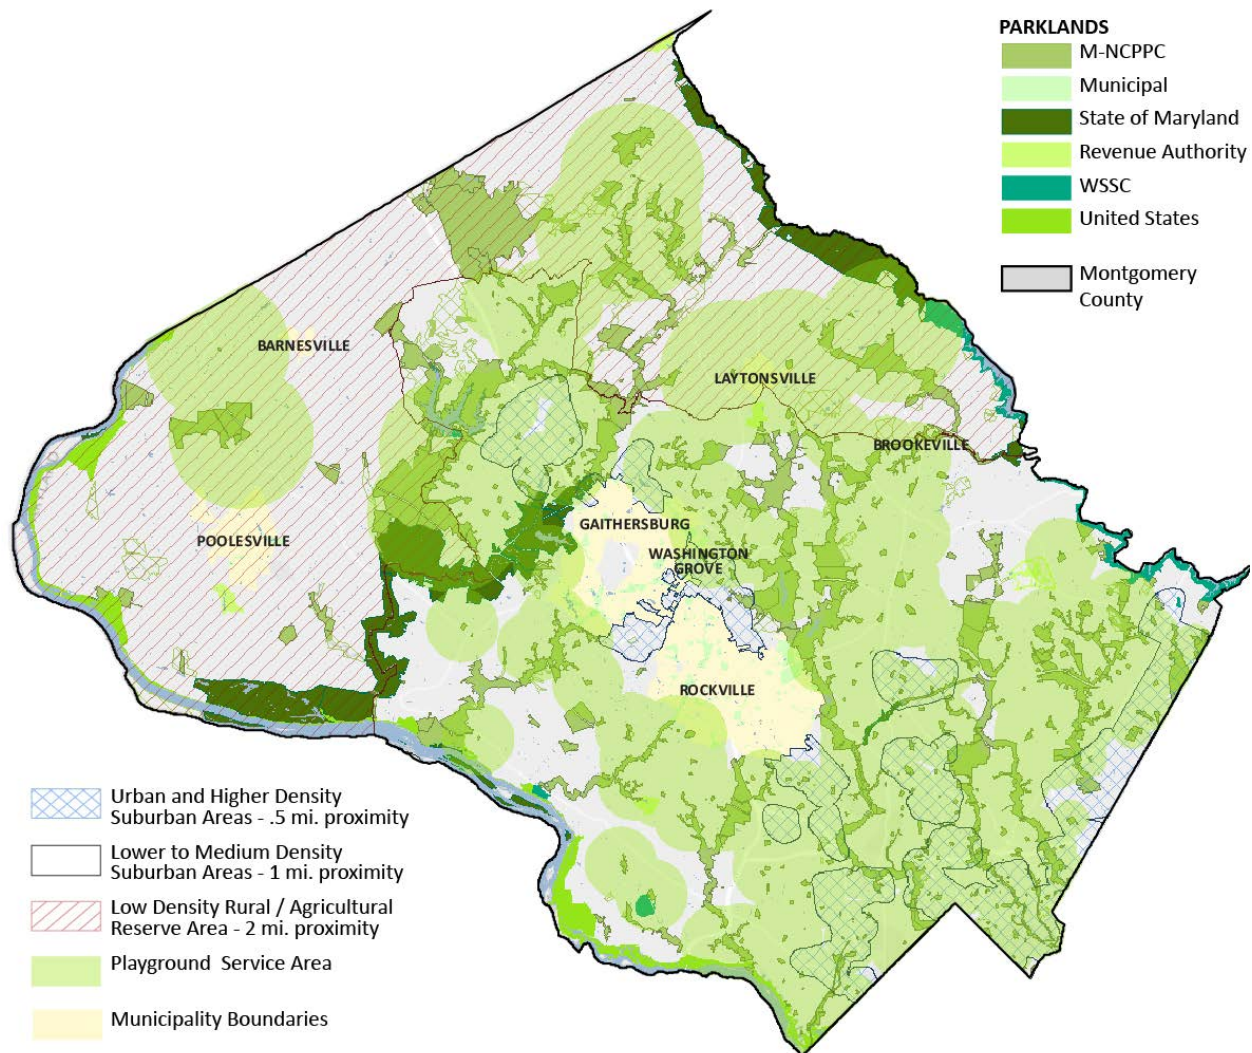 PARKLANDS
M-NCPPC
Municipal
State of Maryland
Revenue Authority
WSSC
United States
Montgomery
County
BARNESVILLE
LAYTONSVILLE
BROOKEVILLE
GAITHERSBURG
POOLESVILLE
WASHINGTON
GROVE
ROCKVILLE
Urban and Higher Density
Suburban Areas - .5 mi. proximity
Lower to Medium Density
Suburban Areas - 1 mi. proximity
Low Density Rural / Agricultural
Reserve Area - 2 mi. proximity
Playground Service Area
Municipality Boundaries